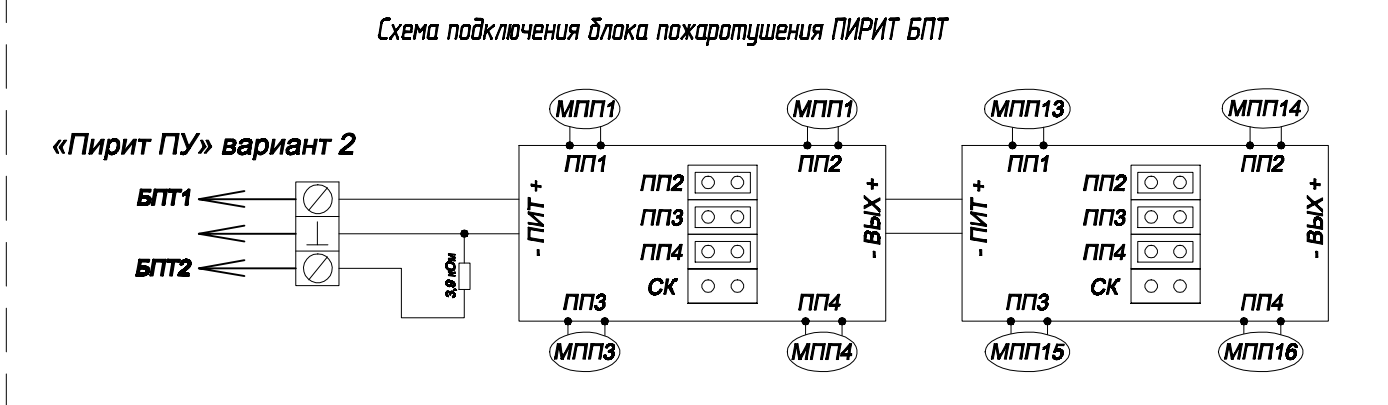 Схема подключения блока пожаротушения ПИРИТ БПТ
МПП1
МПП1
МПП13
МПП14
«Пирит ПУ» вариант 2
ПП1
ПП2
ПП1
ПП2
БПТ1
БПТ2
3,9 кОм
- ПИТ +
ПП2
ПП3
ПП4
СК
- ВЫХ +
- ПИТ +
ПП2
ПП3
ПП4
СК
- ВЫХ +
ПП3
ПП4
ПП3
ПП4
МПП3
МПП4
МПП15
МПП16